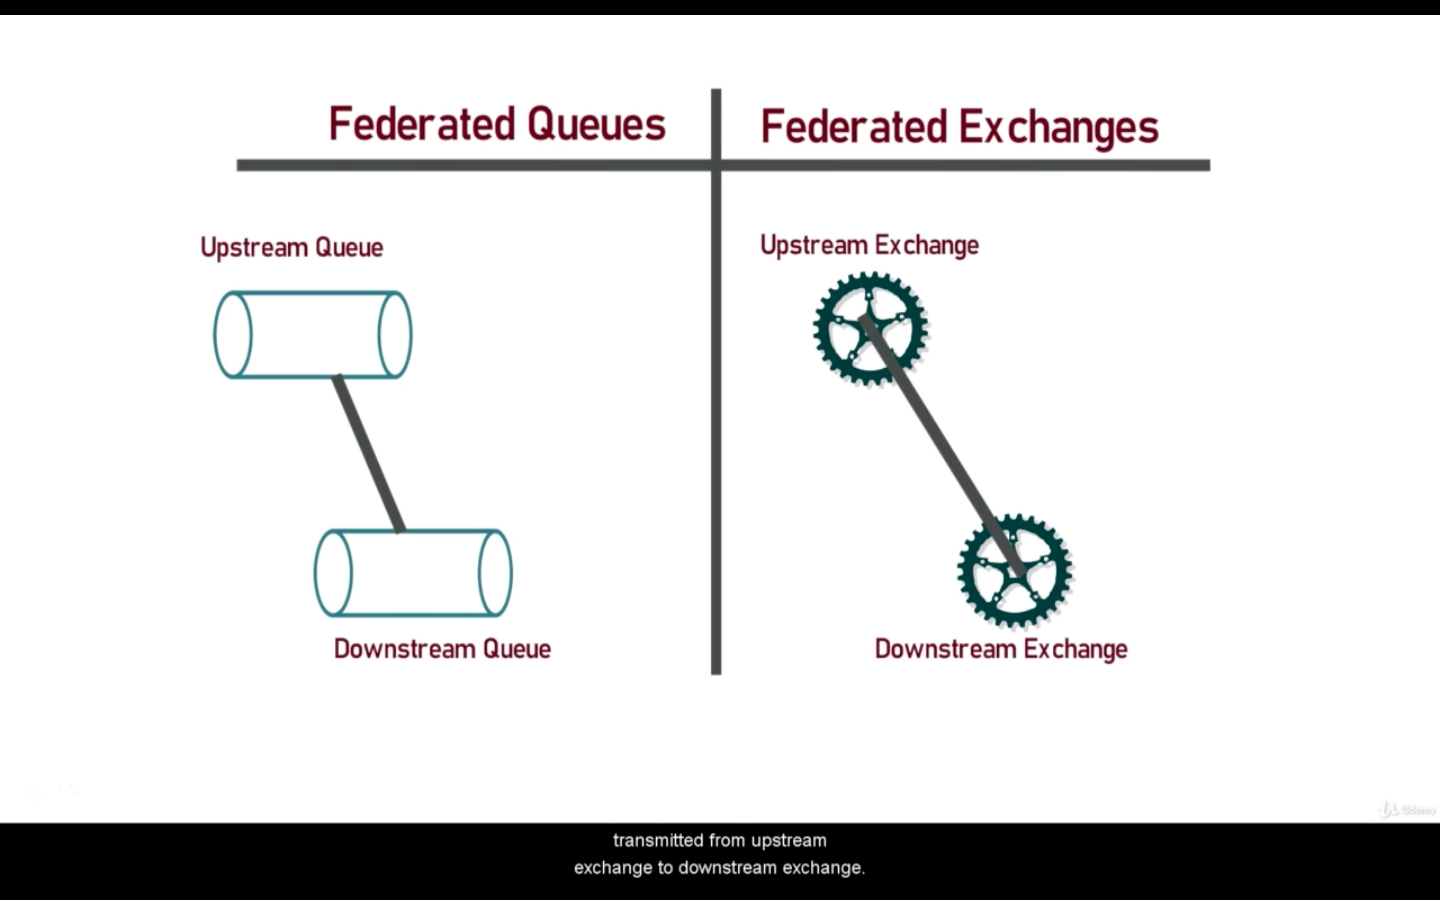 Federated Queues
Federated Exchanges
Upstream Queue
Upstream Exchange
Downstream Queue
Downstream Exchange
Udemy
transmitted from upstream
exchange to downstream exchange.